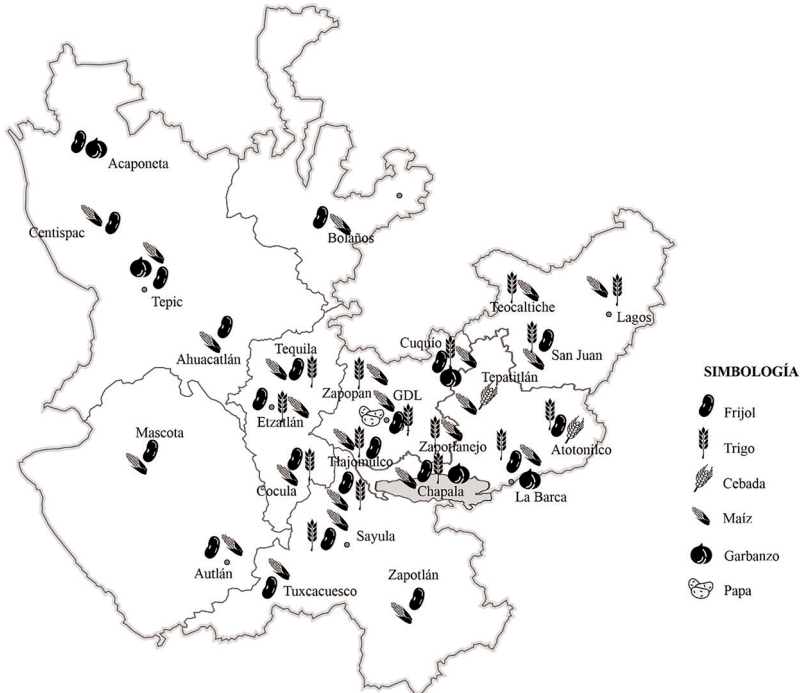 Acaponeta
Centispac
Bolaños
Tepic
Teocaltiche
Lagos
Ahuacatlán
Tequila
Cuquío
San Juan
Zapopan
GDL
Tepatitlán
Etzatlán
Mascota
Tlajomulco
Zapotlanejo
Atotonilco
Cocula
Chapala
La Barca
Sayula
Autlán
Tuxcacuesco
Zapotlán
SIMBOLOGÍA
Frijol
Trigo
Cebada
Maíz
Garbanzo
Papa